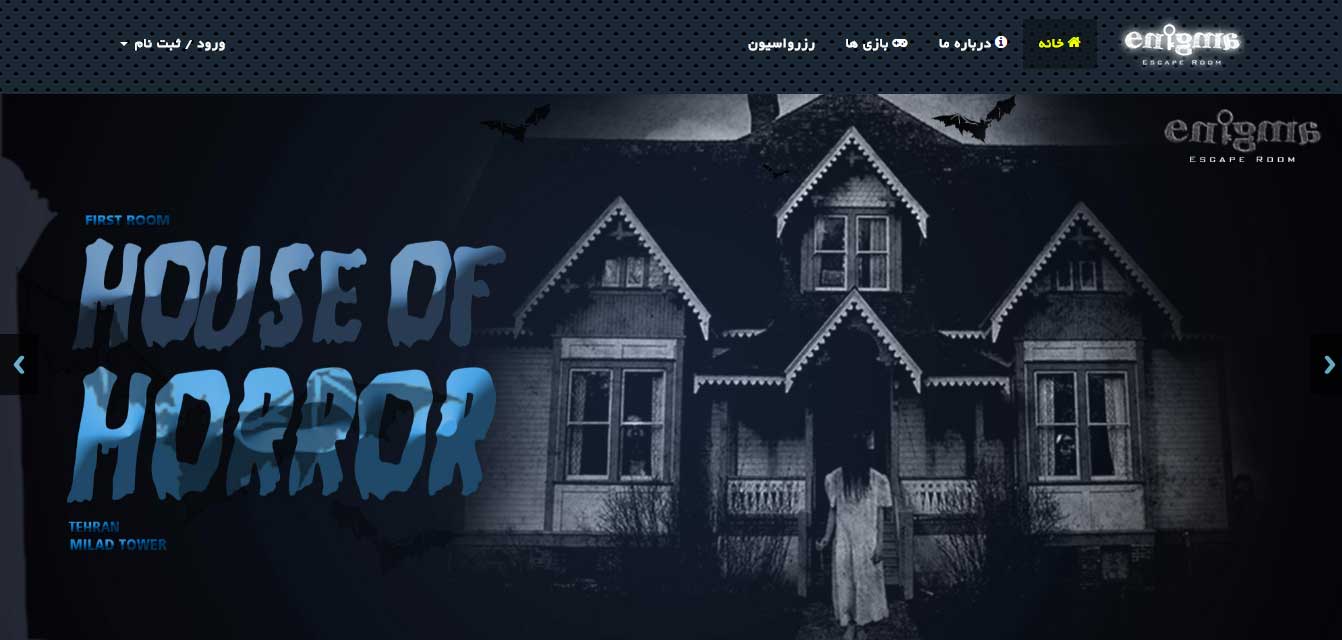 enigma
ESCAPE ROOM
خانه
درباره ما
بازی ها
رزرواسیون
ورود / ثبت نام
enigma
ESCAPE ROOM
FIRST ROOM
HOUSE OF
HORROR
TEHRAN
MILAD TOWER